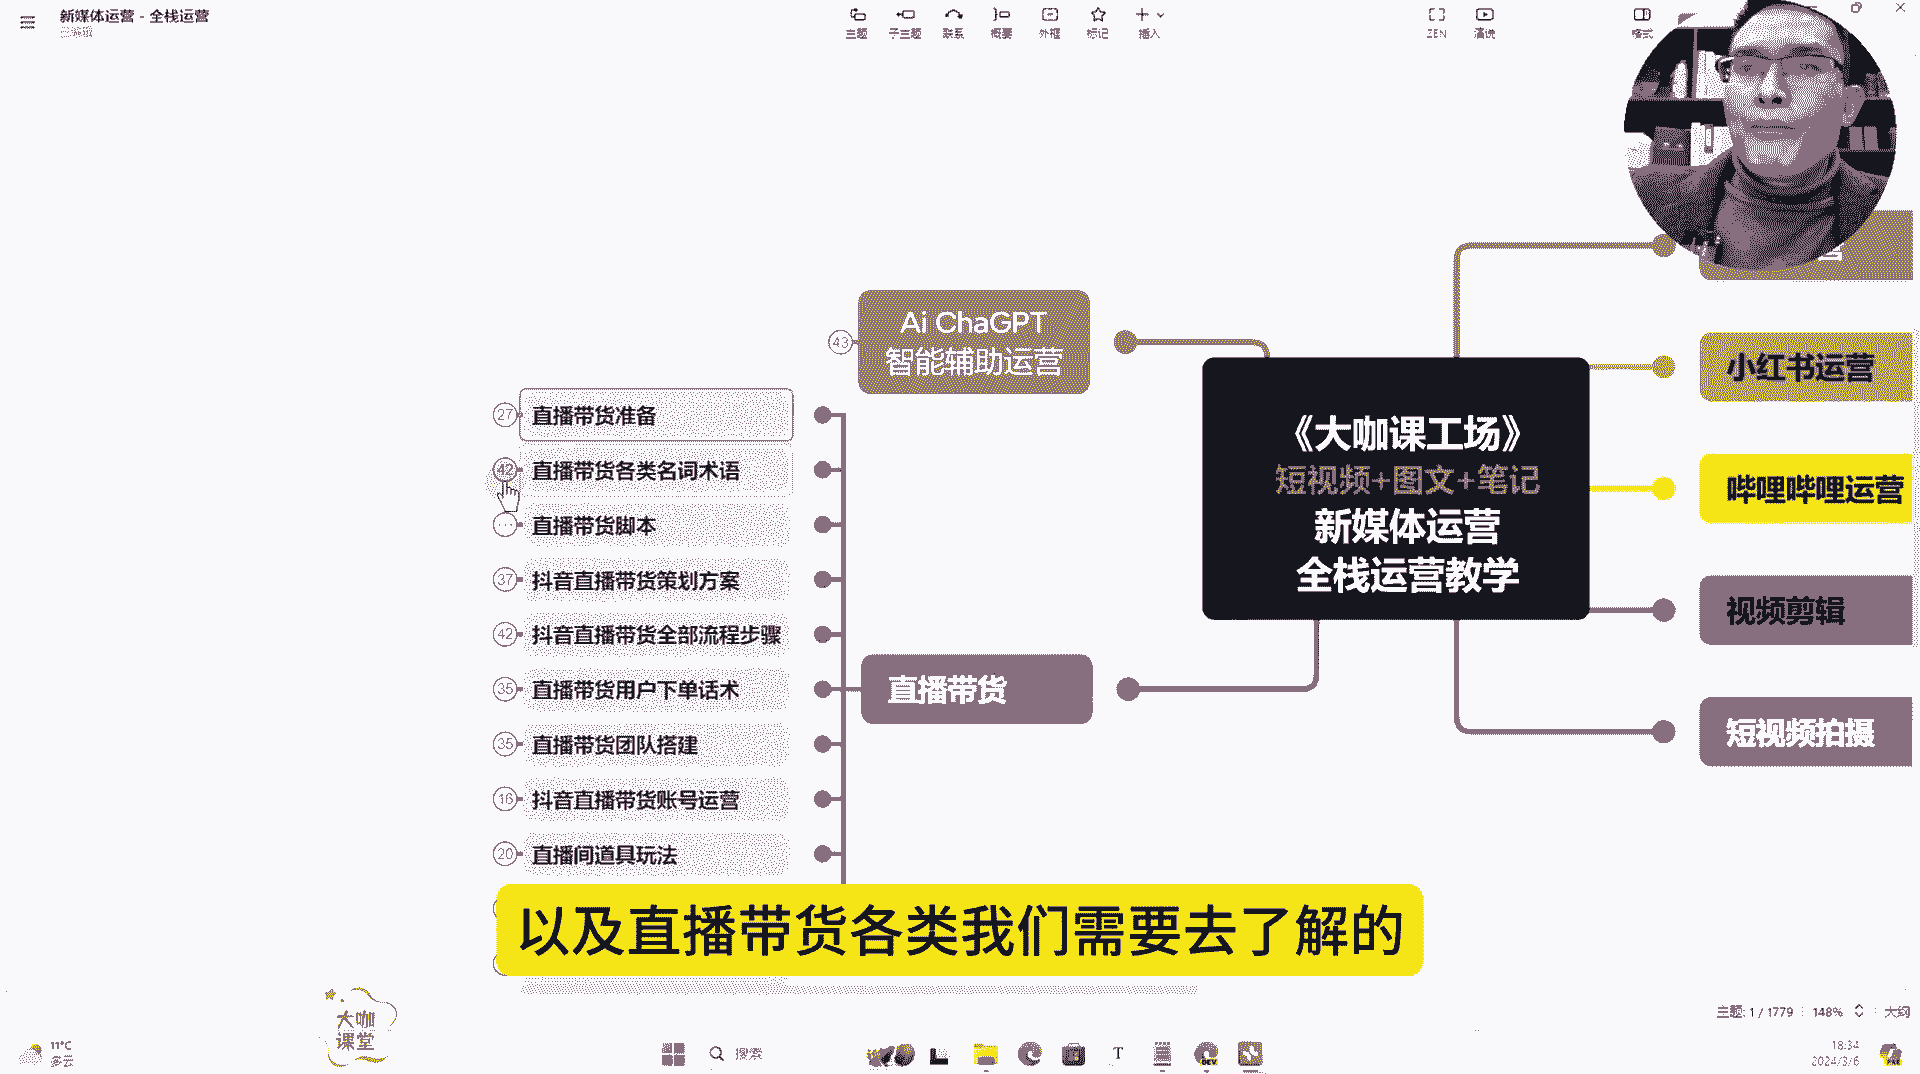 新媒体运营 - 全栈运营
已编辑
主题
子主题
联系
概要
外框
标记
插入
ZEN
演说
格式
Ai ChaGPT
智能辅助运营
43
27
直播带货准备
42
直播带货各类名词术语
直播带货脚本
37
抖音直播带货策划方案
42
抖音直播带货全部流程步骤
35
直播带货用户下单话术
35
直播带货团队搭建
16
抖音直播带货账号运营
20
直播间道具玩法
直播带货
《大咖课工场》
短视频+图文+笔记
新媒体运营
全栈运营教学
小红书运营
哔哩哔哩运营
视频剪辑
短视频拍摄
以及直播带货各类我们需要去了解的
大咖
课堂
主题: 1 / 1779
148%
大纲
11°C
多云
搜索
18:34
2024/3/6